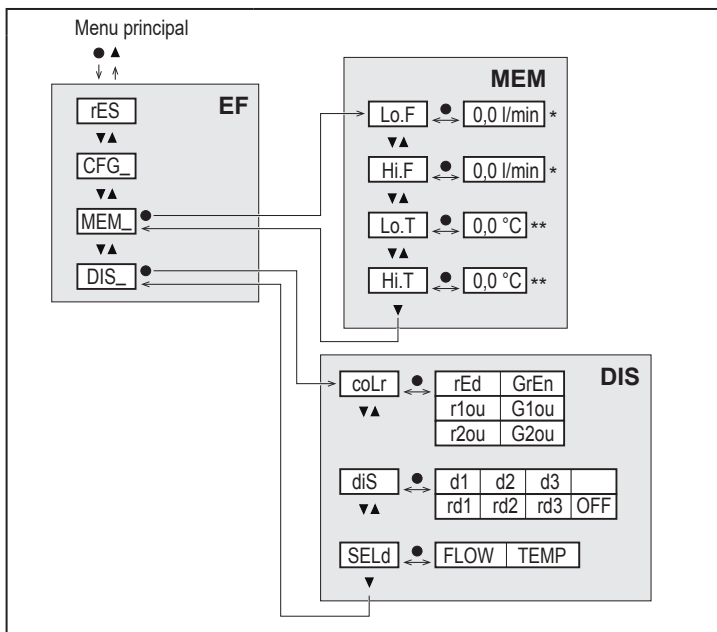 Menu principal
EF
rES
CFG_
MEM_
DIS_
MEM
Lo.F 0,0 l/min *
Hi.F 0,0 l/min *
Lo.T 0,0 °C **
Hi.T 0,0 °C **
DIS
coLr rEd GrEn
r1ou G1ou
r2ou G2ou
diS d1 d2 d3
rd1 rd2 rd3 OFF
SELd FLOW TEMP